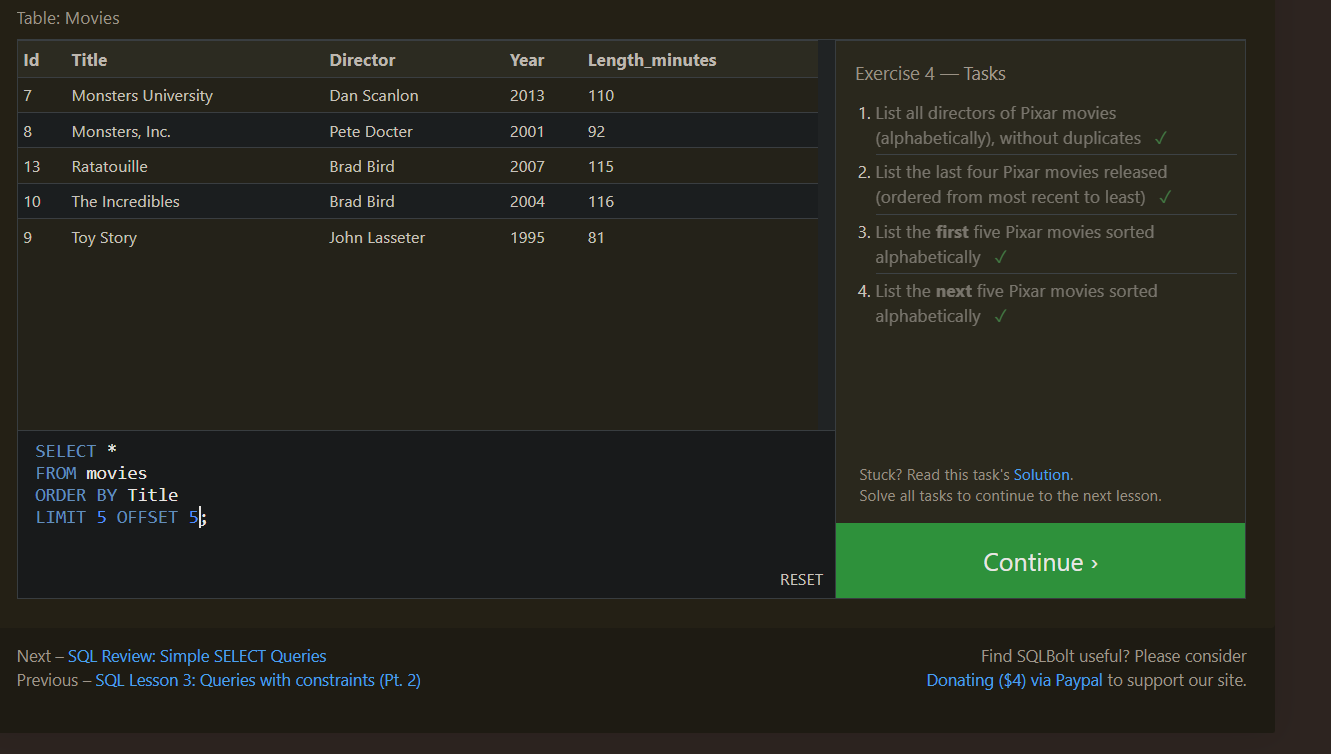 Table: Movies
Id Title Director Year Length_minutes
7 Monsters University Dan Scanlon 2013 110
8 Monsters, Inc. Pete Docter 2001 92
13 Ratatouille Brad Bird 2007 115
10 The Incredibles Brad Bird 2004 116
9 Toy Story John Lasseter 1995 81
SELECT *
FROM movies
ORDER BY Title
LIMIT 5 OFFSET 5;
RESET
Exercise 4 — Tasks
1. List all directors of Pixar movies
(alphabetically), without duplicates ✓
2. List the last four Pixar movies released
(ordered from most recent to least) ✓
3. List the first five Pixar movies sorted
alphabetically ✓
4. List the next five Pixar movies sorted
alphabetically ✓
Stuck? Read this task's Solution.
Solve all tasks to continue to the next lesson.
Continue ›
Next – SQL Review: Simple SELECT Queries
Previous – SQL Lesson 3: Queries with constraints (Pt. 2)
Find SQLBolt useful? Please consider
Donating ($4) via Paypal to support our site.